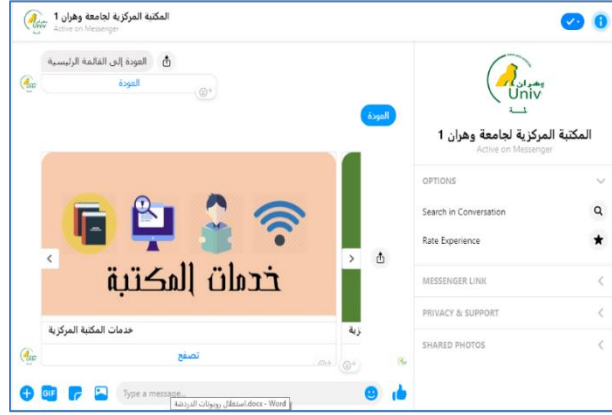 المكتبة المركزية لجامعة وهران 1
Active on Messenger
العودة إلى القائمة الرئيسية
العودة
العودة
خدمات المكتبة
خدمات المكتبة المركزية
زية
تصفح
GIF
Type a message...
استغلال روبوتات الدردشة.docx - Word
وهران
Univ
المكتبة المركزية لجامعة وهران 1
Active on Messenger
OPTIONS
Search in Conversation
Rate Experience
MESSENGER LINK
PRIVACY & SUPPORT
SHARED PHOTOS